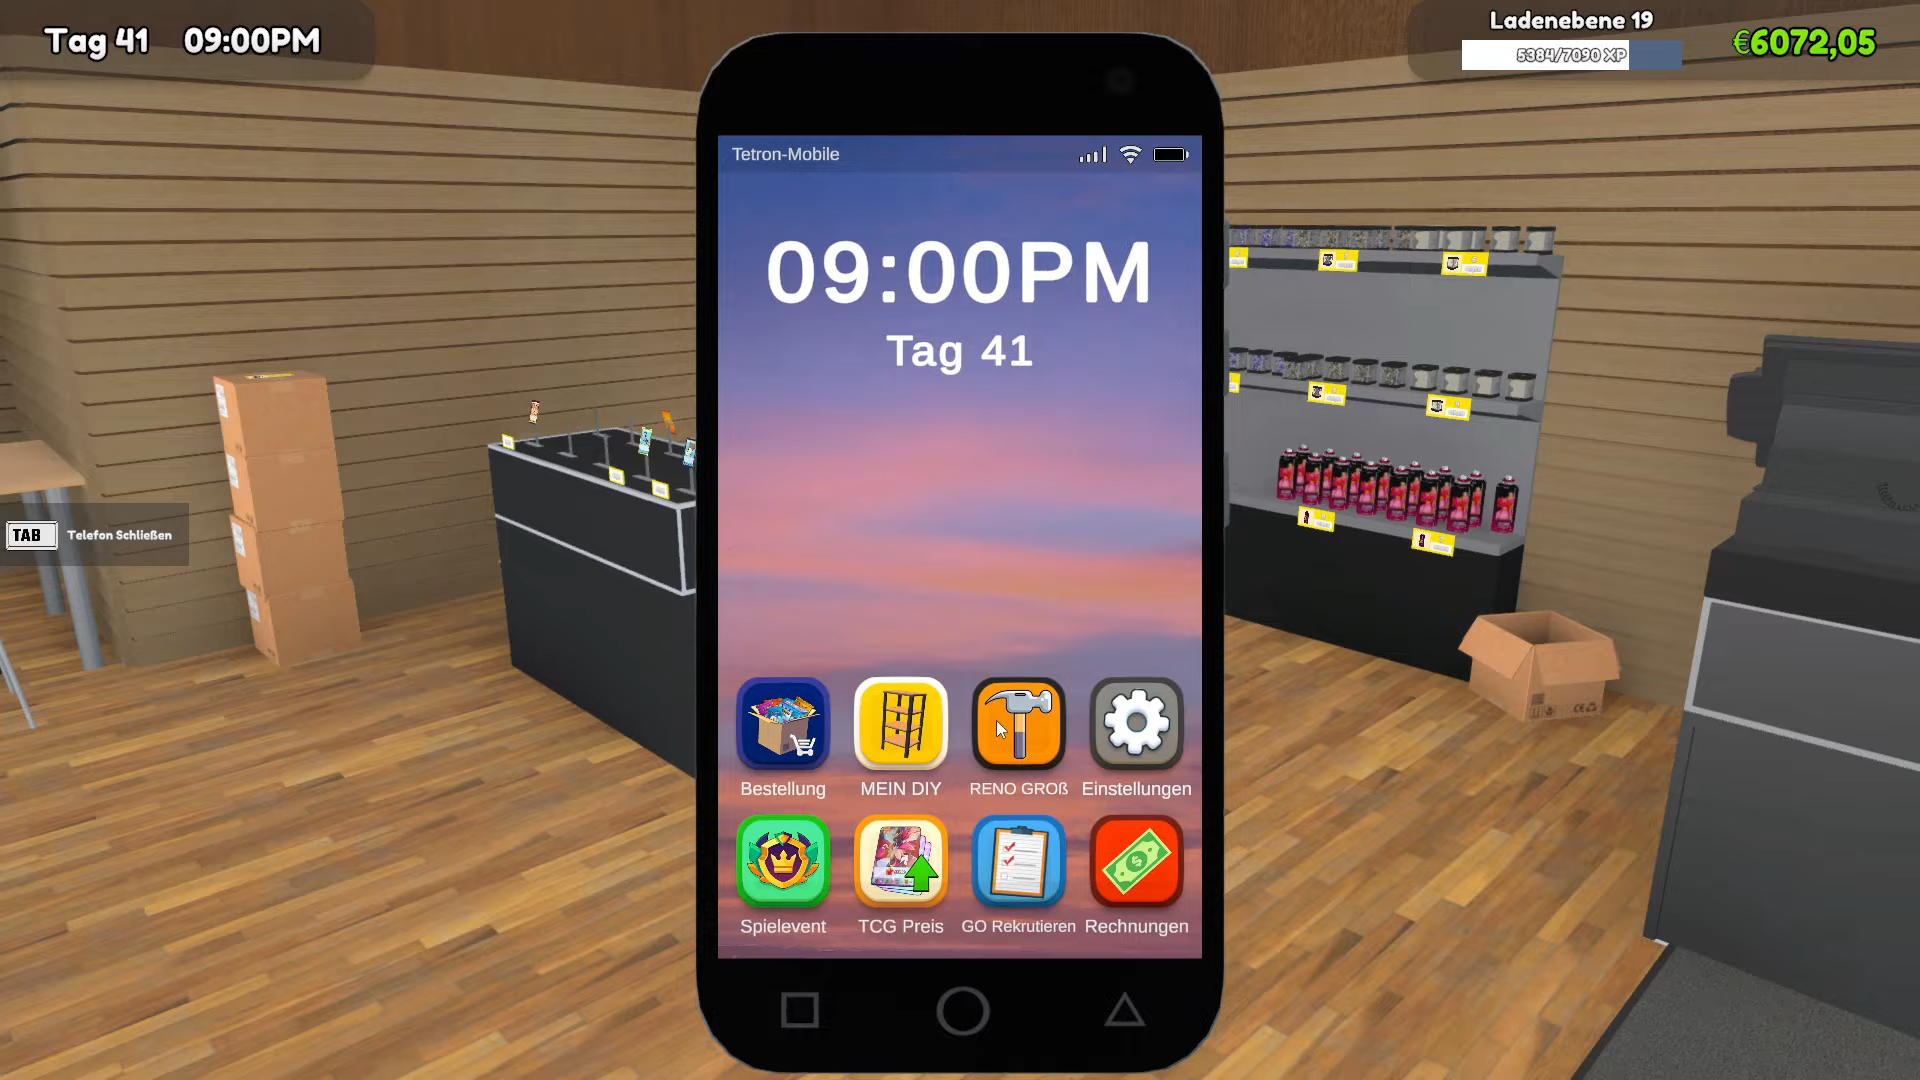 Tag 41 09:00PM
Ladenebene 19
5384/7090 XP
€6072,05
Tetron-Mobile
09:00PM
Tag 41
TAB Telefon Schließen
Bestellung MEIN DIY RENO GROß Einstellungen
Spielevent TCG Preis GO Rekrutieren Rechnungen